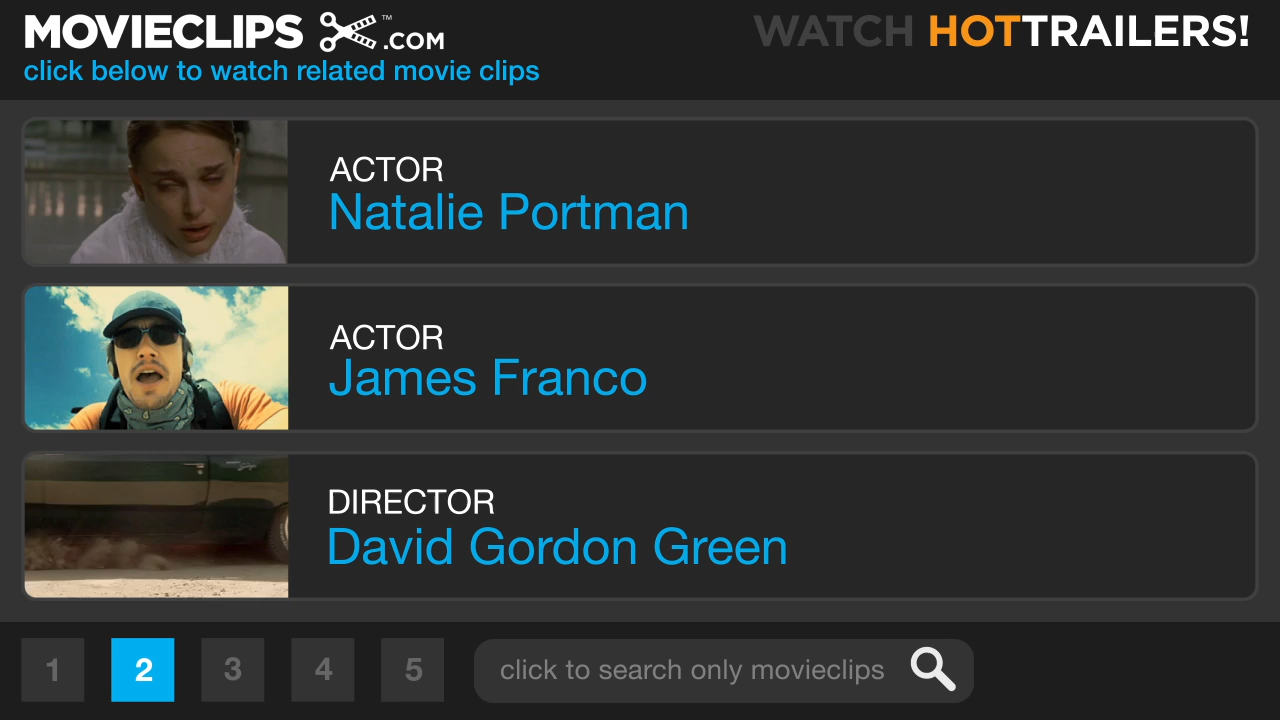 MOVIECLIPS ™.COM
WATCH HOTTRAILERS!
click below to watch related movie clips
ACTOR
Natalie Portman
ACTOR
James Franco
DIRECTOR
David Gordon Green
1 2 3 4 5 click to search only movieclips